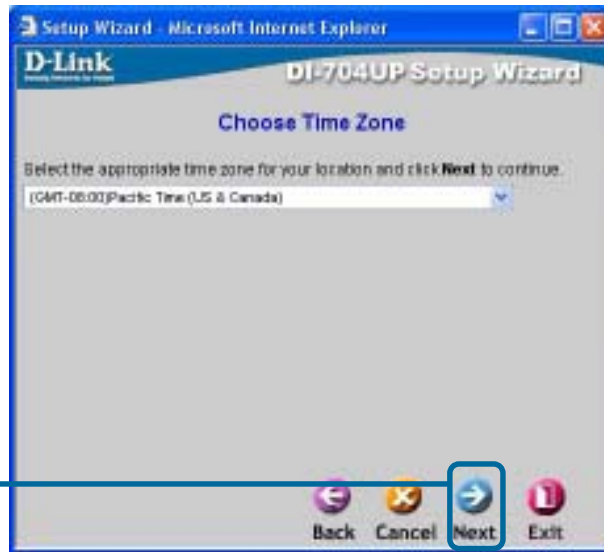 Setup Wizard - Microsoft Internet Explorer
D-Link
DI-704UP Setup Wizard
Choose Time Zone
Select the appropriate time zone for your location and click Next to continue.
(GMT-08:00)Pacific Time (US & Canada)
Back Cancel Next Exit